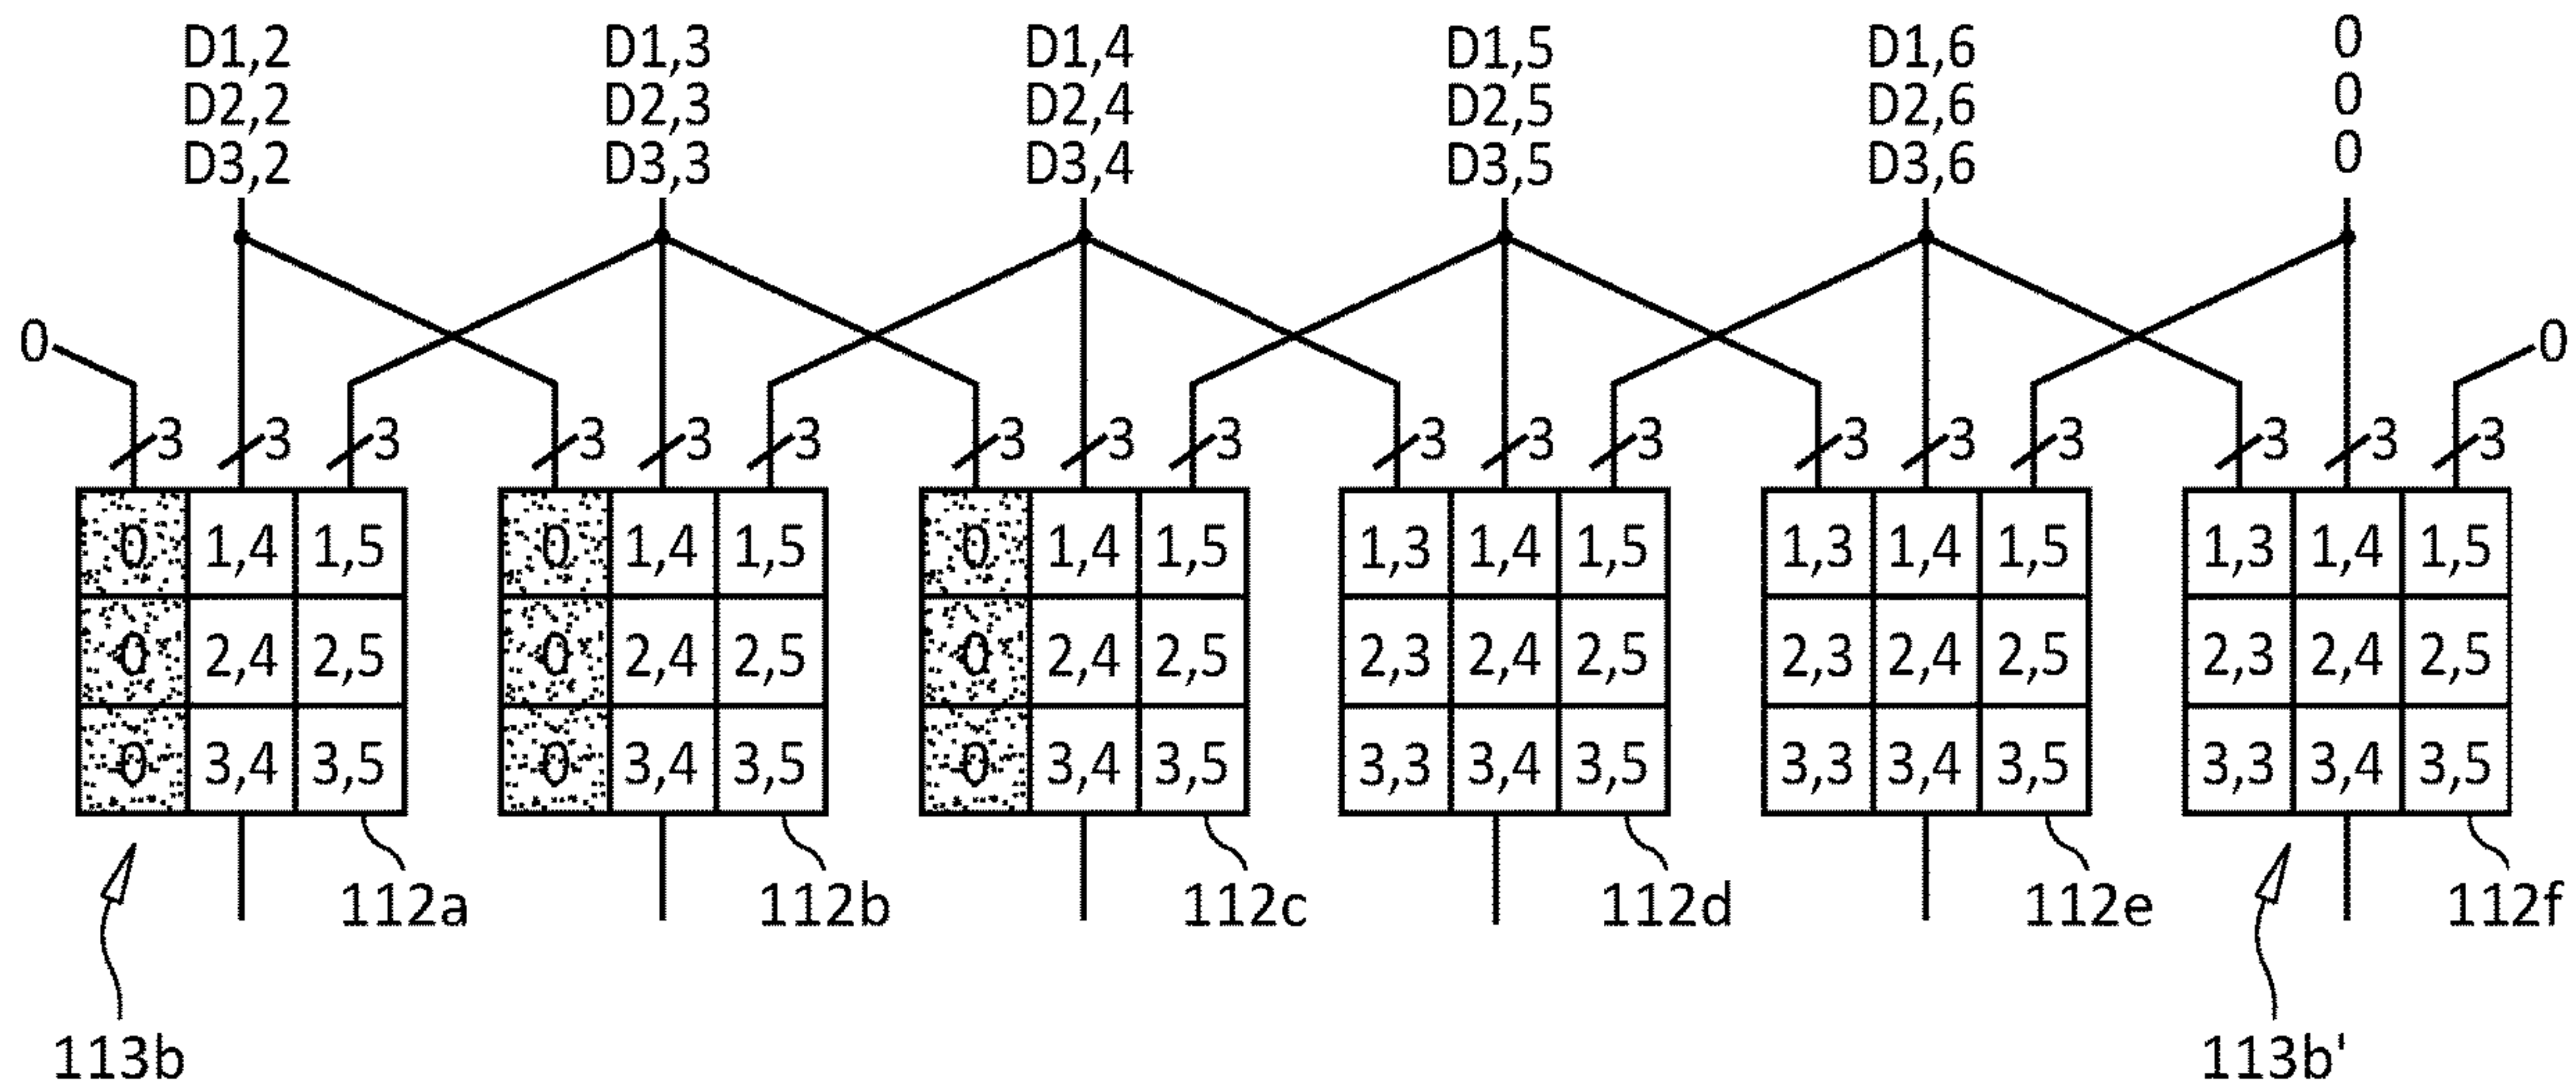 D1,2 D1,3 D1,4 D1,5 D1,6 0
D2,2 D2,3 D2,4 D2,5 D2,6 0
D3,2 D3,3 D3,4 D3,5 D3,6 0
0 0
3 3 3 3 3 3 3 3 3 3 3 3 3 3 3 3 3 3
0 1,4 1,5 0 1,4 1,5 0 1,4 1,5 1,3 1,4 1,5 1,3 1,4 1,5 1,3 1,4 1,5
0 2,4 2,5 0 2,4 2,5 0 2,4 2,5 2,3 2,4 2,5 2,3 2,4 2,5 2,3 2,4 2,5
0 3,4 3,5 0 3,4 3,5 0 3,4 3,5 3,3 3,4 3,5 3,3 3,4 3,5 3,3 3,4 3,5
112a 112b 112c 112d 112e 112f
113b 113b'